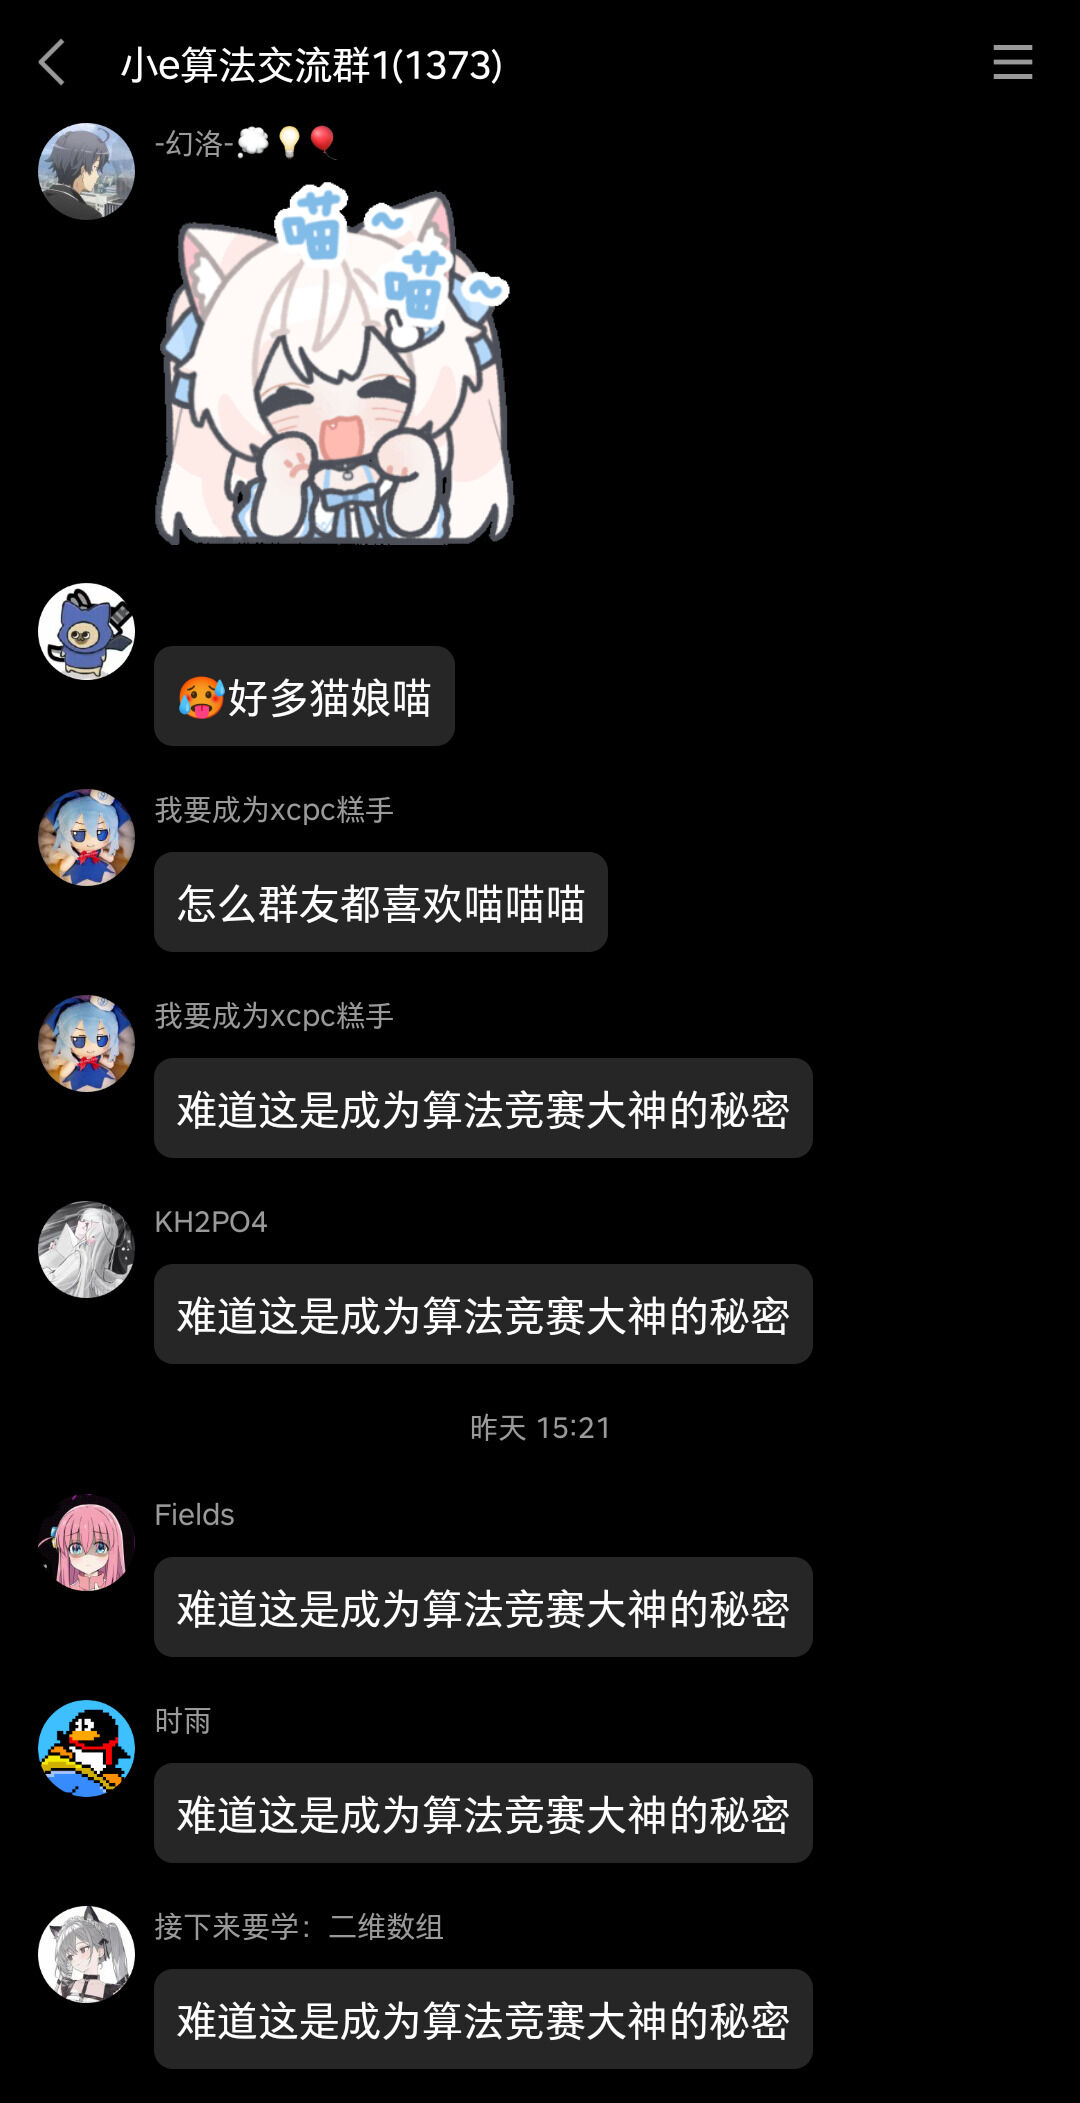 小e算法交流群1(1373)
-幻洛-💭💡🎈
喵~
喵~
🥵好多猫娘喵
我要成为xcpc糕手
怎么群友都喜欢喵喵喵
我要成为xcpc糕手
难道这是成为算法竞赛大神的秘密
KH2PO4
难道这是成为算法竞赛大神的秘密
昨天 15:21
Fields
难道这是成为算法竞赛大神的秘密
时雨
难道这是成为算法竞赛大神的秘密
接下来要学：二维数组
难道这是成为算法竞赛大神的秘密